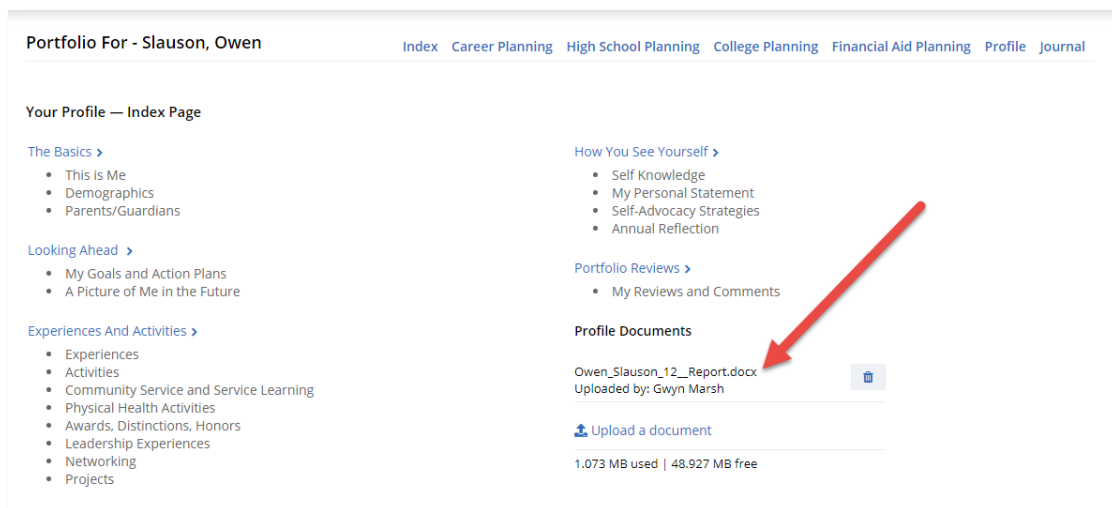 Portfolio For - Slauson, Owen
Index Career Planning High School Planning College Planning Financial Aid Planning Profile Journal
Your Profile — Index Page
The Basics >
• This is Me
• Demographics
• Parents/Guardians
Looking Ahead >
• My Goals and Action Plans
• A Picture of Me in the Future
Experiences And Activities >
• Experiences
• Activities
• Community Service and Service Learning
• Physical Health Activities
• Awards, Distinctions, Honors
• Leadership Experiences
• Networking
• Projects
How You See Yourself >
• Self Knowledge
• My Personal Statement
• Self-Advocacy Strategies
• Annual Reflection
Portfolio Reviews >
• My Reviews and Comments
Profile Documents
Owen_Slauson_12__Report.docx
Uploaded by: Gwyn Marsh
Upload a document
1.073 MB used | 48.927 MB free